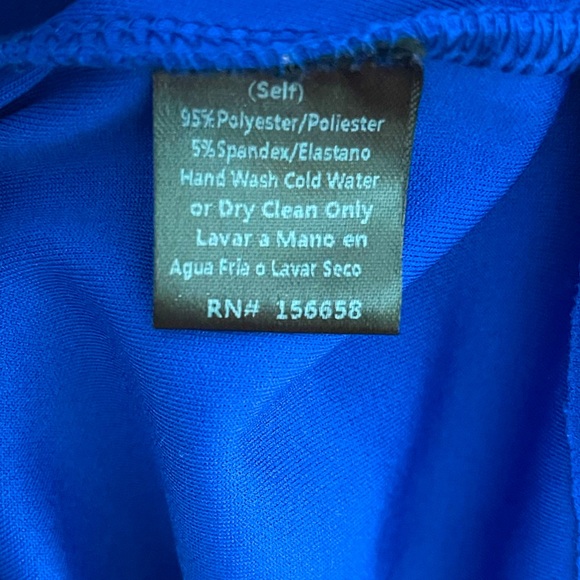 (Self)
95%Polyester/Poliester
5%Spandex/Elastano
Hand Wash Cold Water
or Dry Clean Only
Lavar a Mano en
Agua Fria o Lavar Seco
RN# 156658